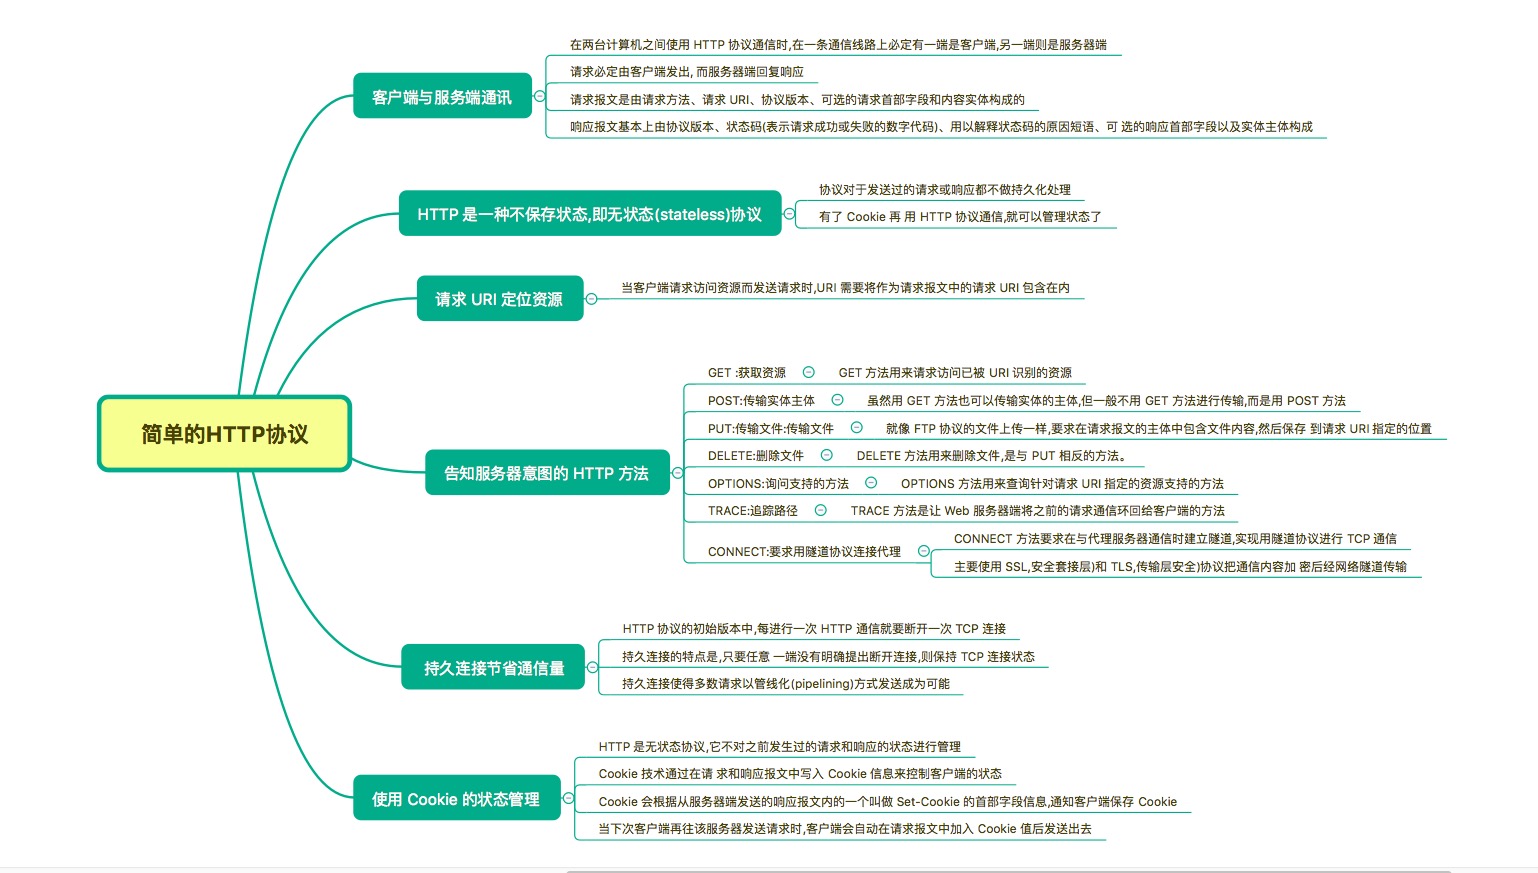 简单的HTTP协议
客户端与服务端通讯
在两台计算机之间使用 HTTP 协议通信时,在一条通信线路上必定有一端是客户端,另一端则是服务器端
请求必定由客户端发出, 而服务器端回复响应
请求报文是由请求方法、请求 URI、协议版本、可选的请求首部字段和内容实体构成的
响应报文基本上由协议版本、状态码(表示请求成功或失败的数字代码)、用以解释状态码的原因短语、可 选的响应首部字段以及实体主体构成
HTTP 是一种不保存状态,即无状态(stateless)协议
协议对于发送过的请求或响应都不做持久化处理
有了 Cookie 再 用 HTTP 协议通信,就可以管理状态了
请求 URI 定位资源
当客户端请求访问资源而发送请求时,URI 需要将作为请求报文中的请求 URI 包含在内
告知服务器意图的 HTTP 方法
GET :获取资源
GET 方法用来请求访问已被 URI 识别的资源
POST:传输实体主体
虽然用 GET 方法也可以传输实体的主体,但一般不用 GET 方法进行传输,而是用 POST 方法
PUT:传输文件:传输文件
就像 FTP 协议的文件上传一样,要求在请求报文的主体中包含文件内容,然后保存 到请求 URI 指定的位置
DELETE:删除文件
DELETE 方法用来删除文件,是与 PUT 相反的方法。
OPTIONS:询问支持的方法
OPTIONS 方法用来查询针对请求 URI 指定的资源支持的方法
TRACE:追踪路径
TRACE 方法是让 Web 服务器端将之前的请求通信环回给客户端的方法
CONNECT:要求用隧道协议连接代理
CONNECT 方法要求在与代理服务器通信时建立隧道,实现用隧道协议进行 TCP 通信
主要使用 SSL,安全套接层)和 TLS,传输层安全)协议把通信内容加 密后经网络隧道传输
持久连接节省通信量
HTTP 协议的初始版本中,每进行一次 HTTP 通信就要断开一次 TCP 连接
持久连接的特点是,只要任意 一端没有明确提出断开连接,则保持 TCP 连接状态
持久连接使得多数请求以管线化(pipelining)方式发送成为可能
使用 Cookie 的状态管理
HTTP 是无状态协议,它不对之前发生过的请求和响应的状态进行管理
Cookie 技术通过在请 求和响应报文中写入 Cookie 信息来控制客户端的状态
Cookie 会根据从服务器端发送的响应报文内的一个叫做 Set-Cookie 的首部字段信息,通知客户端保存 Cookie
当下次客户端再往该服务器发送请求时,客户端会自动在请求报文中加入 Cookie 值后发送出去